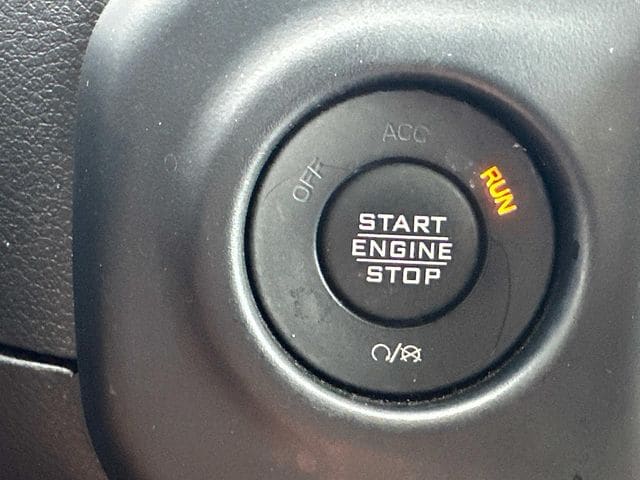 ACC
OFF
RUN
START
ENGINE
STOP